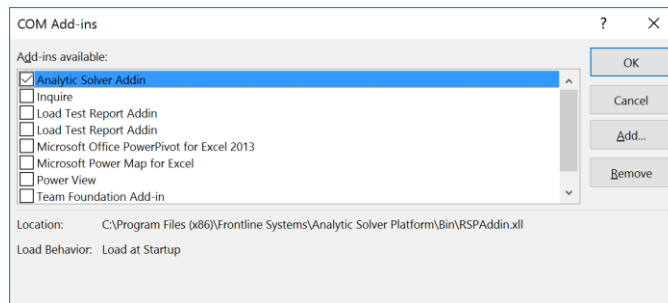 COM Add-ins
? X
Add-ins available:
Analytic Solver Addin
Inquire
Load Test Report Addin
Load Test Report Addin
Microsoft Office PowerPivot for Excel 2013
Microsoft Power Map for Excel
Power View
Team Foundation Add-in
OK
Cancel
Add...
Remove
Location: C:\Program Files (x86)\Frontline Systems\Analytic Solver Platform\Bin\RSPAddin.xll
Load Behavior: Load at Startup